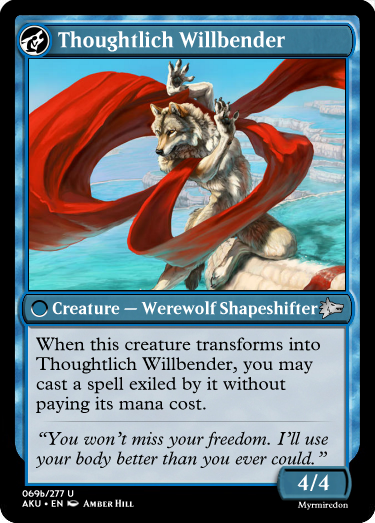 Thoughtlich Willbender
Creature — Werewolf Shapeshifter
When this creature transforms into
Thoughtlich Willbender, you may
cast a spell exiled by it without
paying its mana cost.
“You won’t miss your freedom. I’ll use
your body better than you ever could.”
4/4
069b/277 U
AKU • EN Amber Hill
Myrmiredon